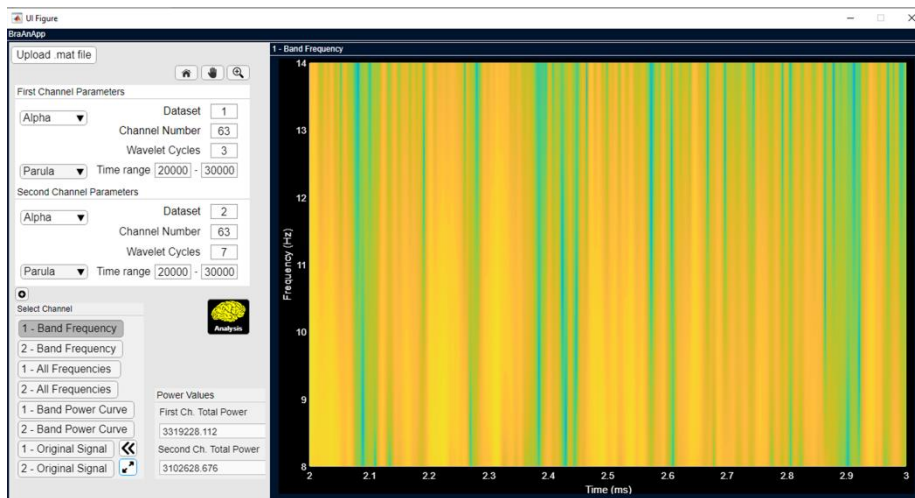 UI Figure
BraAnApp
Upload .mat file
First Channel Parameters
Alpha
Dataset 1
Channel Number 63
Wavelet Cycles 3
Parula Time range 20000 - 30000
Second Channel Parameters
Alpha
Dataset 2
Channel Number 63
Wavelet Cycles 7
Parula Time range 20000 - 30000
Select Channel
1 - Band Frequency
2 - Band Frequency
1 - All Frequencies
2 - All Frequencies
1 - Band Power Curve
2 - Band Power Curve
1 - Original Signal
2 - Original Signal
Analysis
Power Values
First Ch. Total Power
3319228.112
Second Ch. Total Power
3102628.676
1 - Band Frequency
14
13
12
11
10
9
8
Frequency (Hz)
2 2.1 2.2 2.3 2.4 2.5 2.6 2.7 2.8 2.9 3
Time (ms)